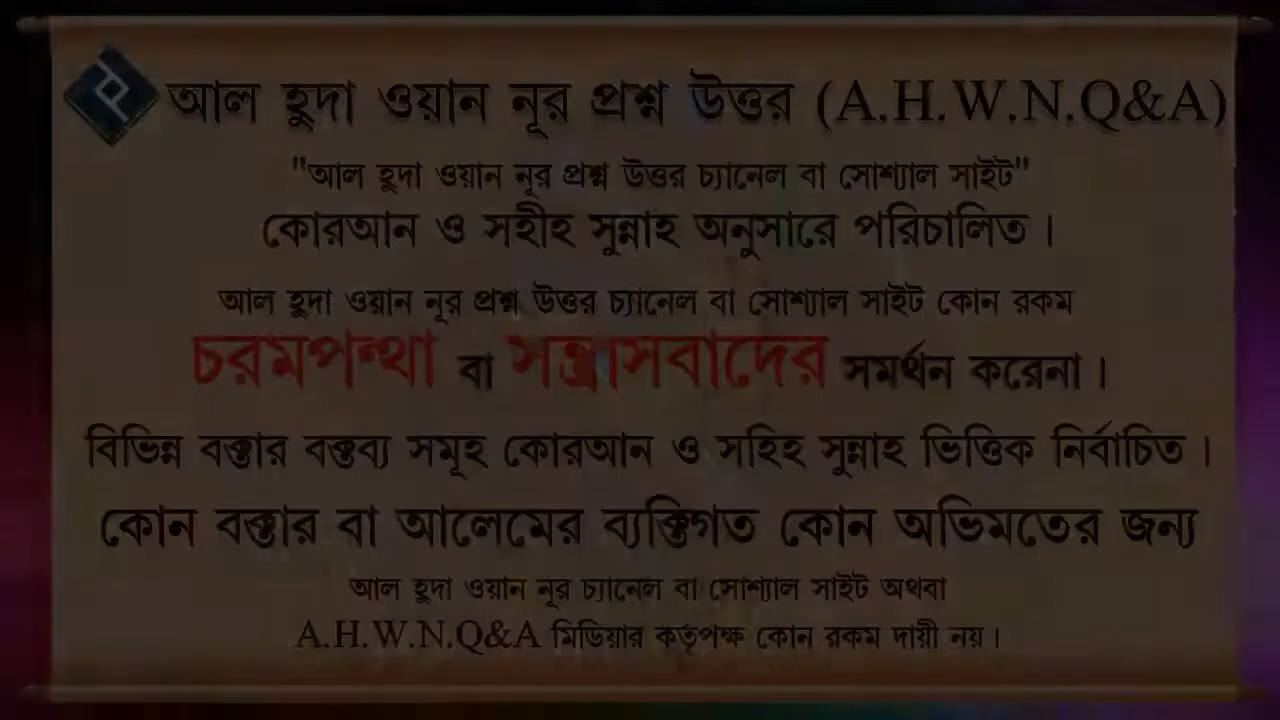 আল হুদা ওয়ান নূর প্রশ্ন উত্তর (A.H.W.N.Q&A)
"আল হুদা ওয়ান নূর প্রশ্ন উত্তর চ্যানেল বা সোশ্যাল সাইট"
কোরআন ও সহীহ সুন্নাহ অনুসারে পরিচালিত।
আল হুদা ওয়ান নূর প্রশ্ন উত্তর চ্যানেল বা সোশ্যাল সাইট কোন রকম
চরমপন্থা বা সন্ত্রাসবাদের সমর্থন করেনা।
বিভিন্ন বক্তার বক্তব্য সমূহ কোরআন ও সহিহ সুন্নাহ ভিত্তিক নির্বাচিত।
কোন বক্তার বা আলেমের ব্যক্তিগত কোন অভিমতের জন্য
আল হুদা ওয়ান নূর চ্যানেল বা সোশ্যাল সাইট অথবা
A.H.W.N.Q&A মিডিয়ার কর্তৃপক্ষ কোন রকম দায়ী নয়।